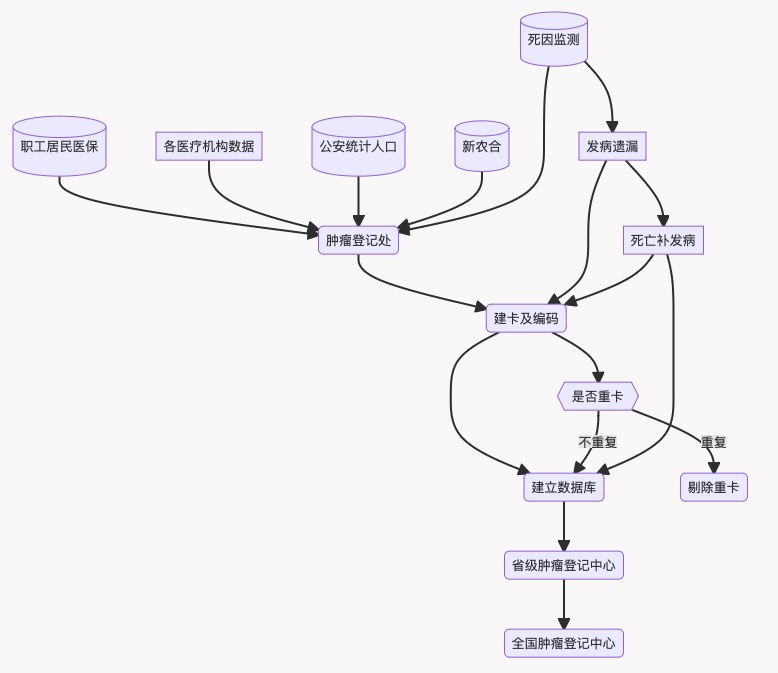 死因监测
职工居民医保
各医疗机构数据
公安统计人口
新农合
发病遗漏
肿瘤登记处
死亡补发病
建卡及编码
是否重卡
不重复
重复
建立数据库
剔除重卡
省级肿瘤登记中心
全国肿瘤登记中心